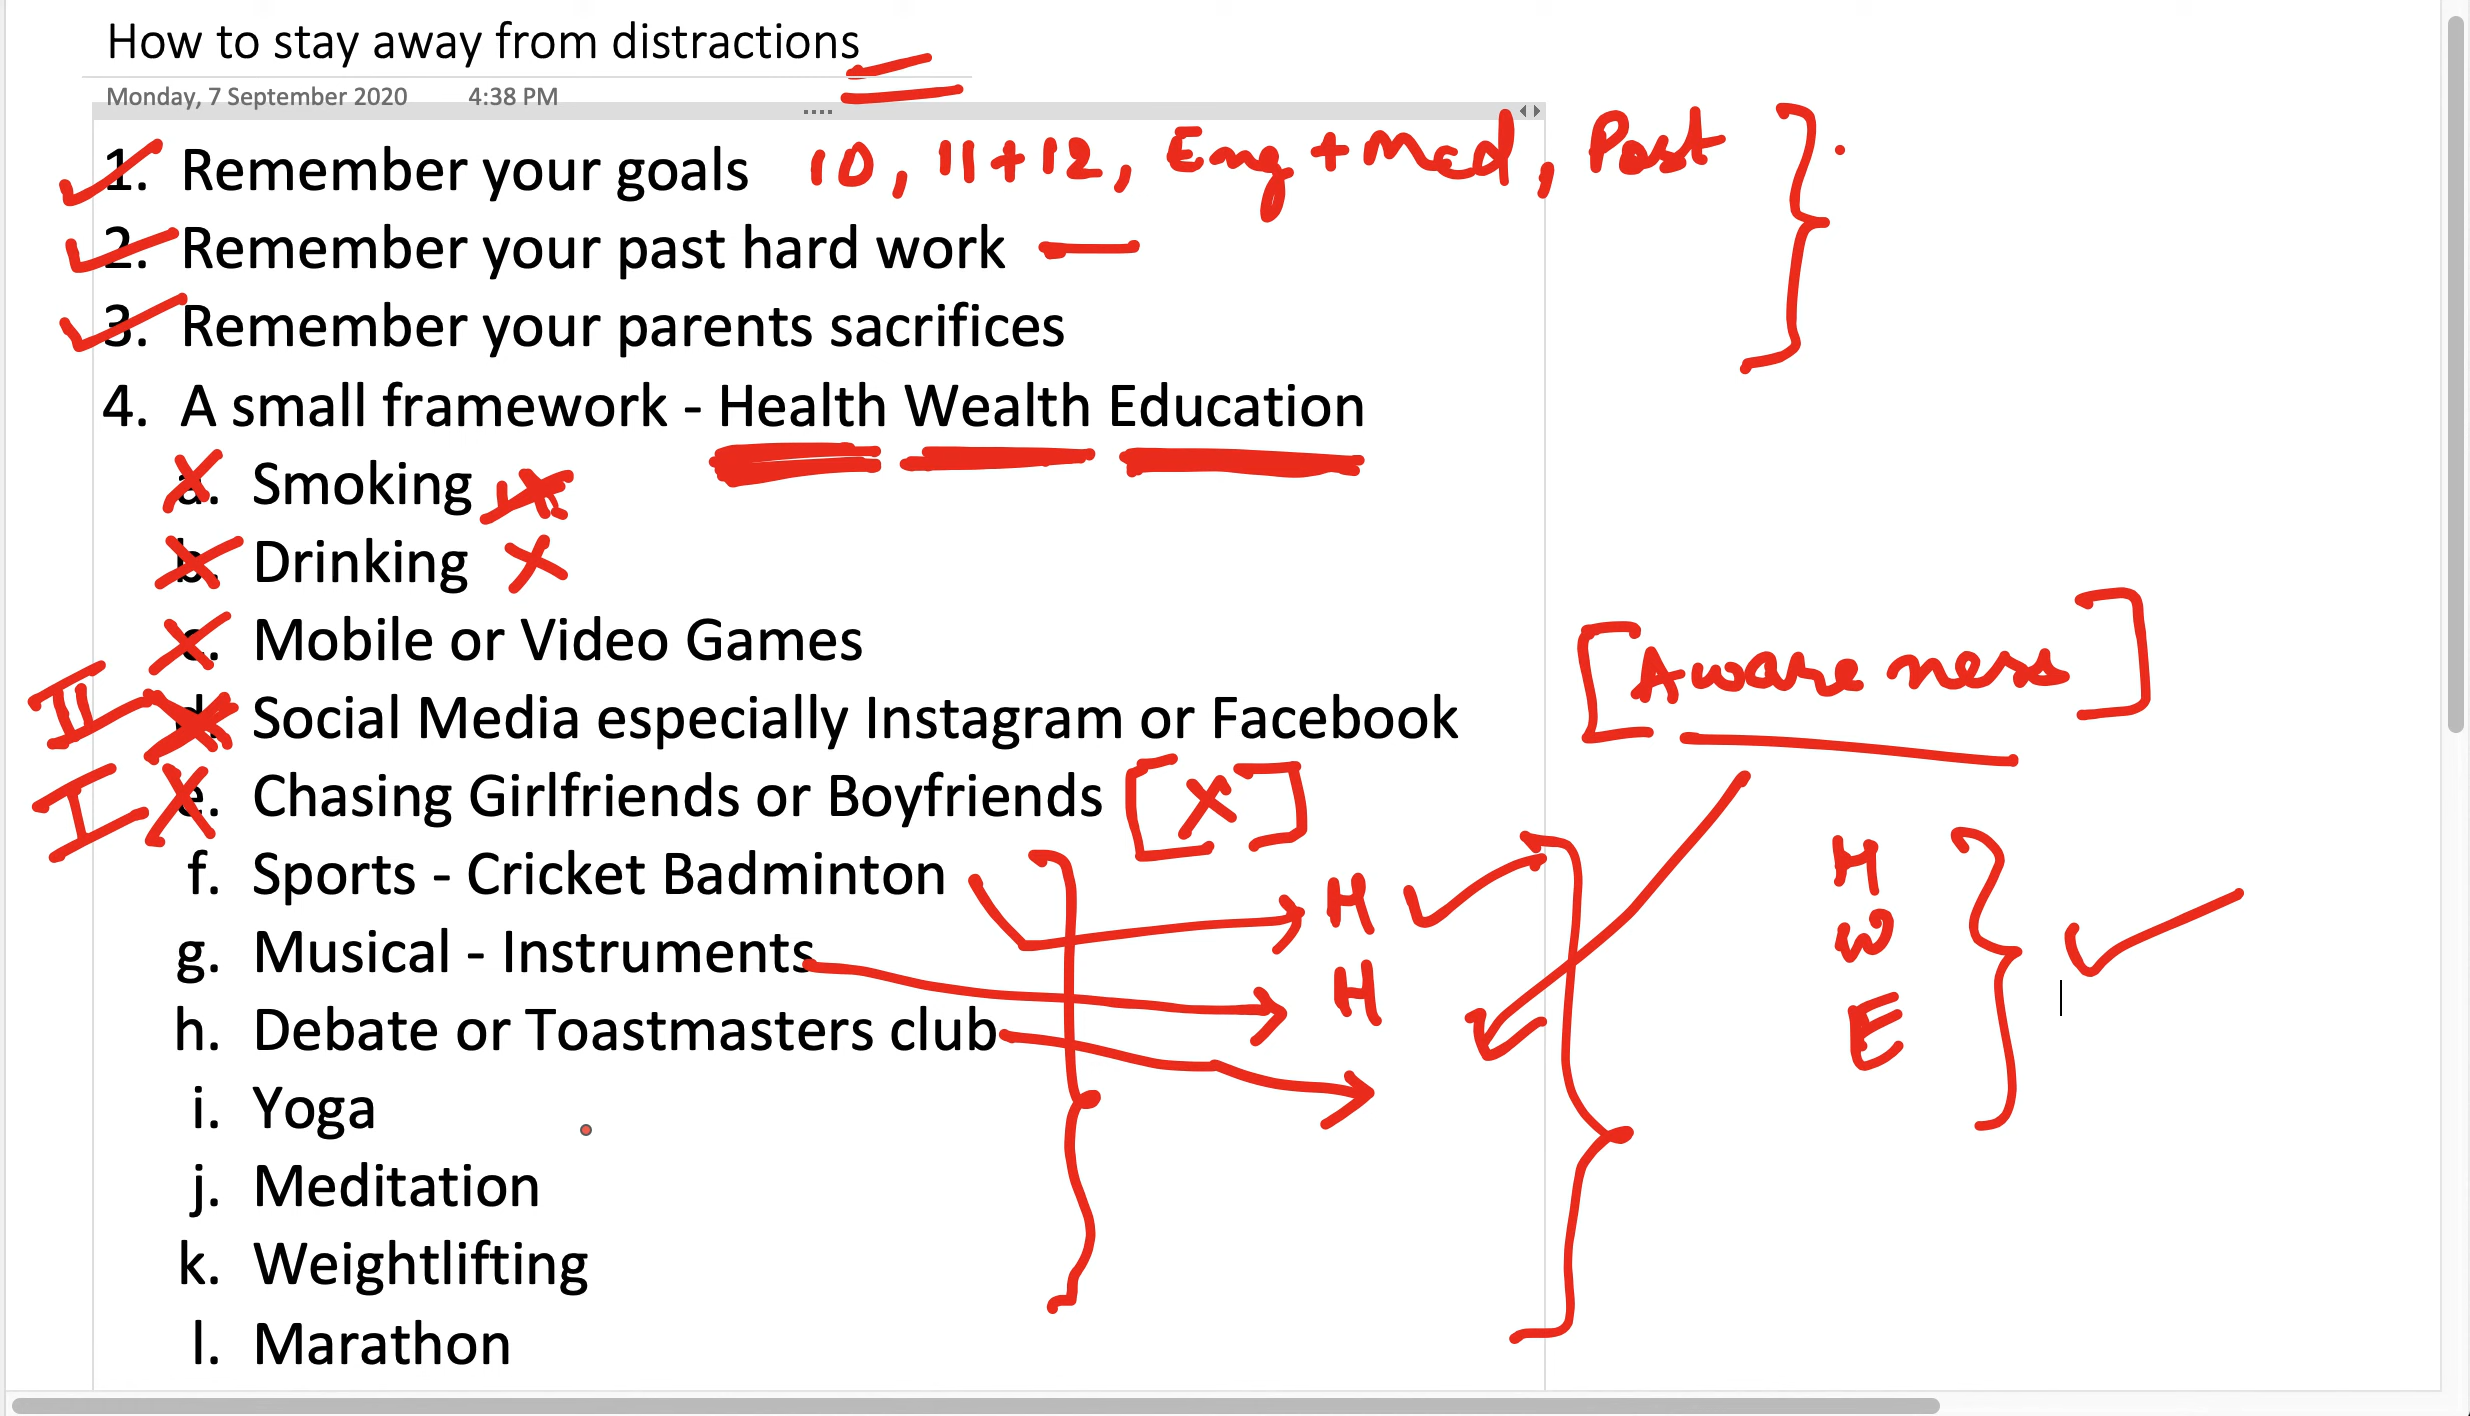 How to stay away from distractions
Monday, 7 September 2020 4:38 PM
1. Remember your goals 10, 11+12, Eng+Med, Post
2. Remember your past hard work
3. Remember your parents sacrifices
4. A small framework - Health Wealth Education
a. Smoking
b. Drinking
c. Mobile or Video Games
II d. Social Media especially Instagram or Facebook
I e. Chasing Girlfriends or Boyfriends [X]
[Awareness]
f. Sports - Cricket Badminton H
g. Musical - Instruments H
h. Debate or Toastmasters club
H
W
E
i. Yoga
j. Meditation
k. Weightlifting
l. Marathon